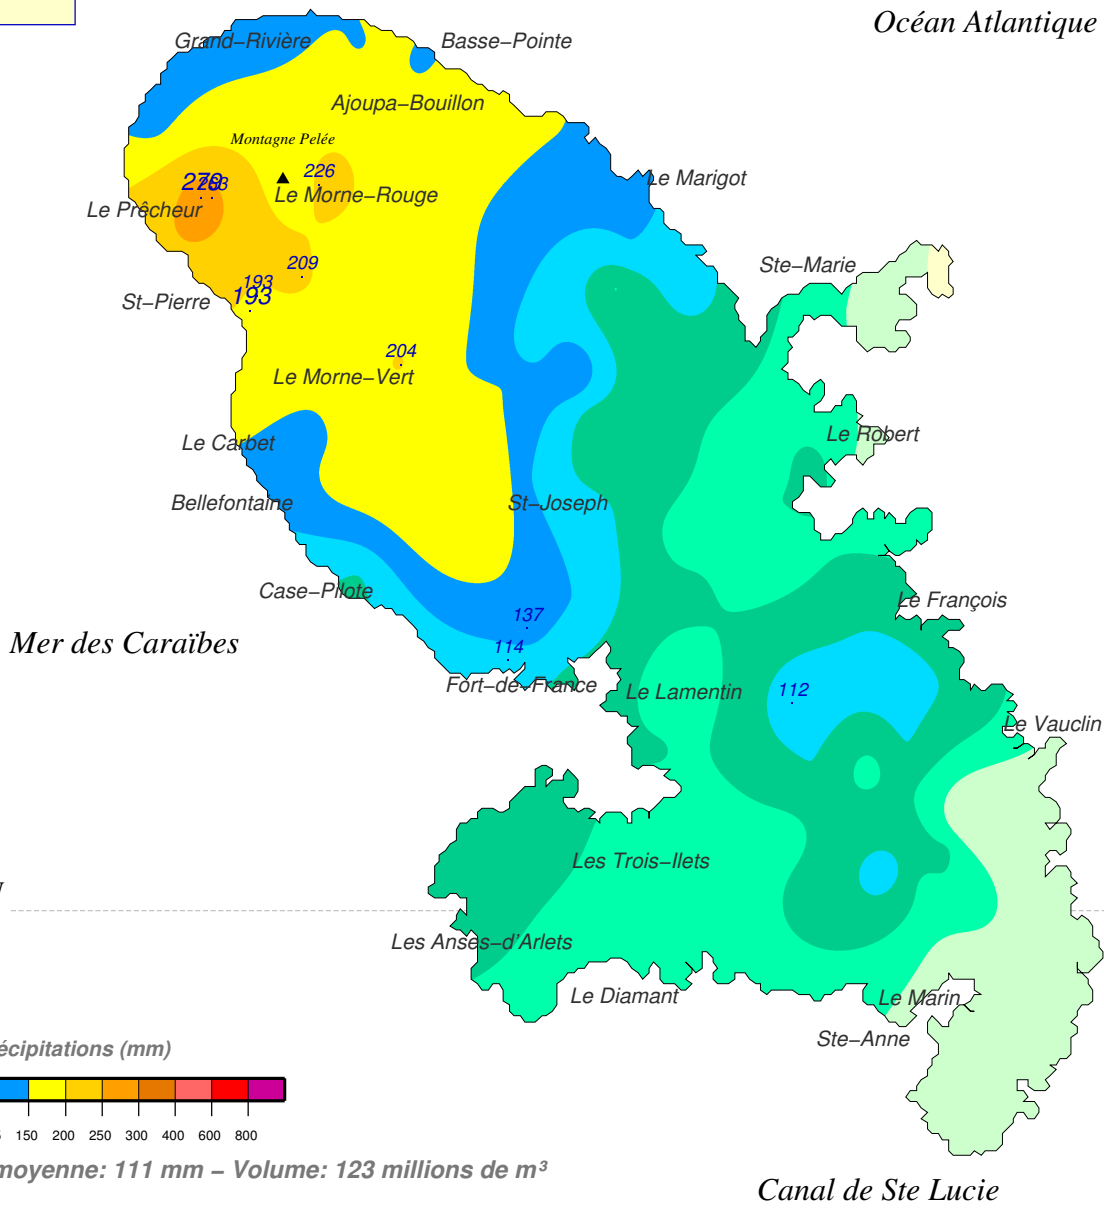 Océan Atlantique
Grand–Rivière
Basse-Pointe
Ajoupa–Bouillon
Montagne Pelée
226
279
Le Marigot
Le Morne–Rouge
Le Prêcheur
209
Ste–Marie
193
193
St–Pierre
204
Le Morne–Vert
Le Carbet
Le Robert
Bellefontaine
St–Joseph
Case–Pilote
Le François
137
Mer des Caraïbes
114
Fort–de–France
Le Lamentin
112
Le Vauclin
Les Trois–Ilets
Les Anses–d'Arlets
Le Diamant
Le Marin
Ste–Anne
écipitations (mm)
150 200 250 300 400 600 800
moyenne: 111 mm – Volume: 123 millions de m³
Canal de Ste Lucie